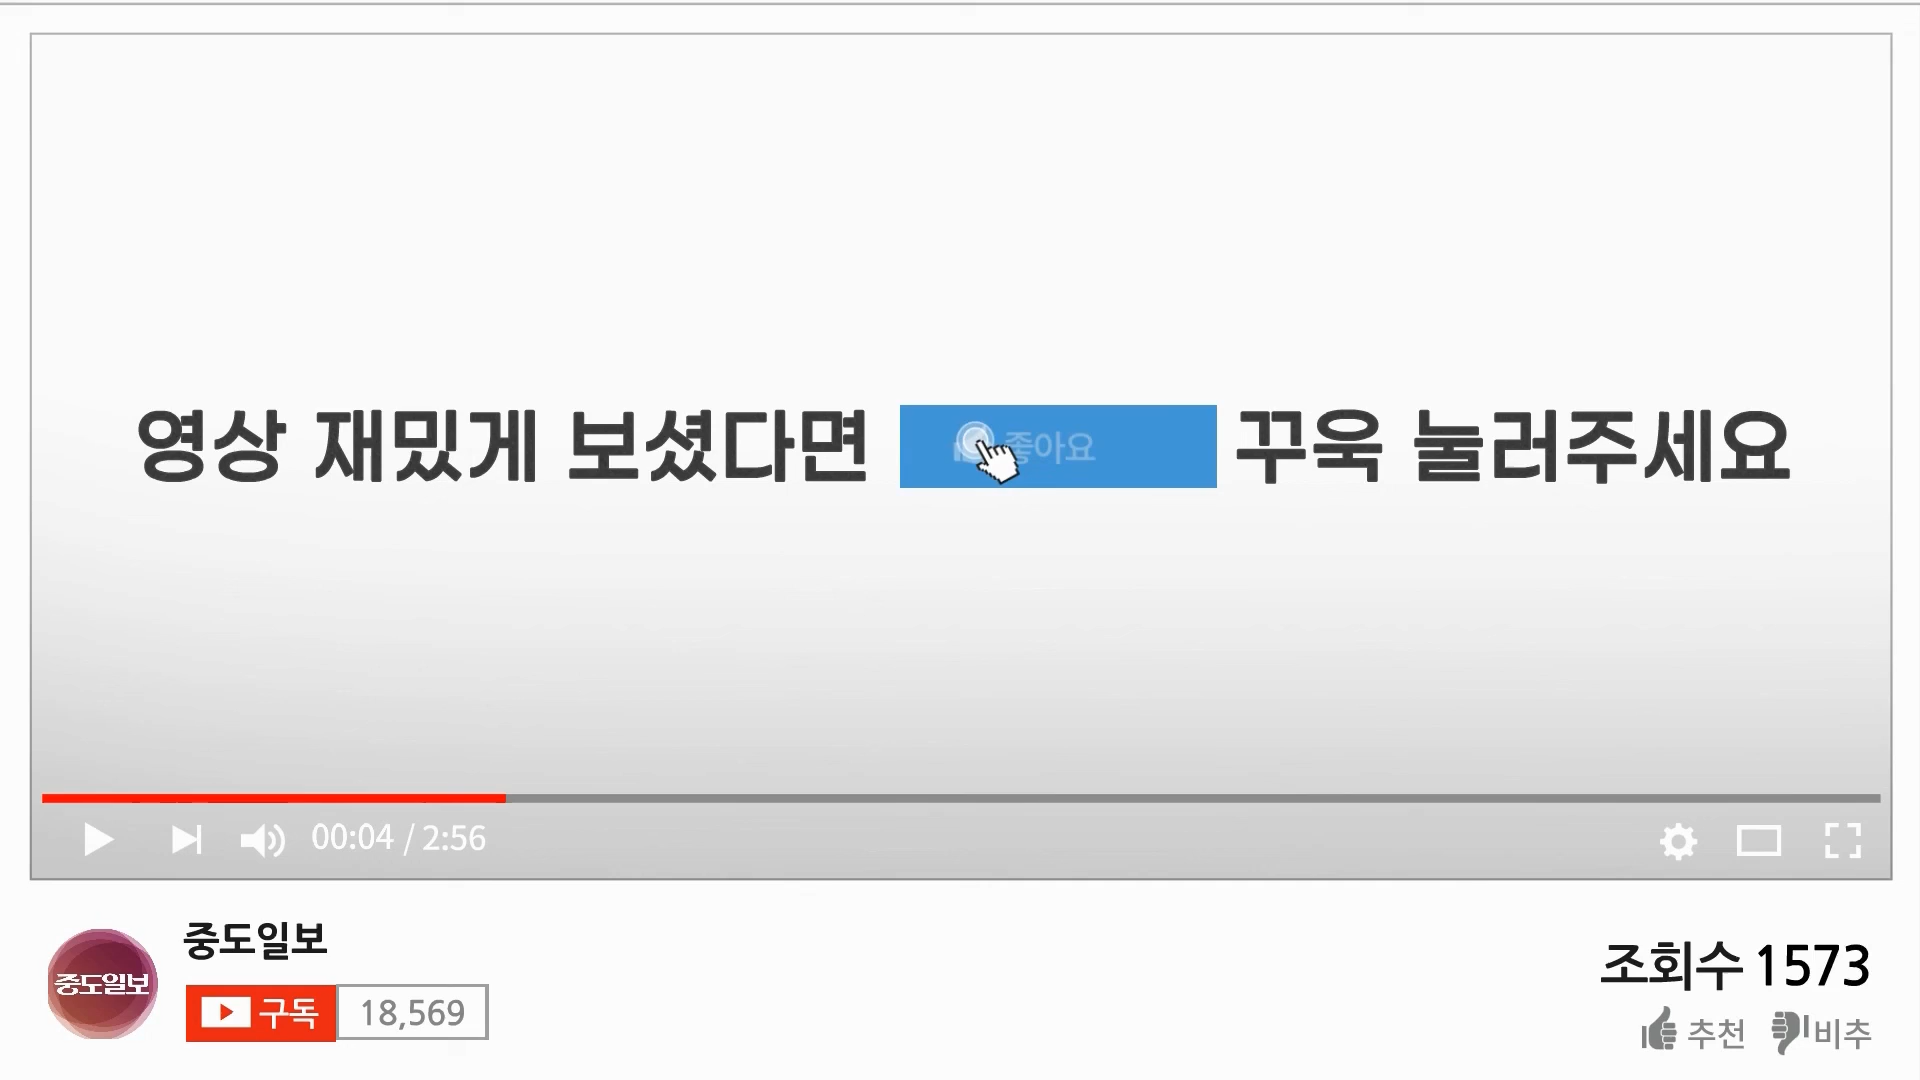 영상 재밌게 보셨다면 좋아요 꾸욱 눌러주세요
00:04 / 2:56
중도일보
중도일보
구독 18,569
조회수 1573
추천 비추